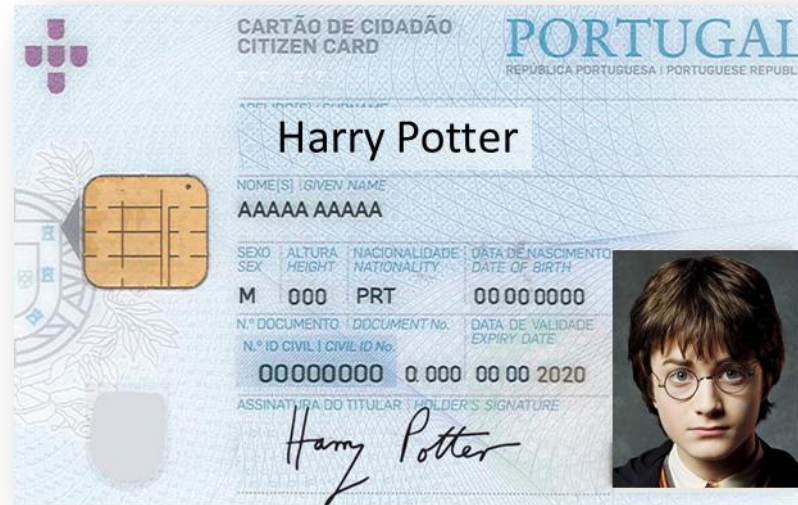 CARTÃO DE CIDADÃO
CITIZEN CARD
PORTUGAL
REPÚBLICA PORTUGUESA | PORTUGUESE REPUBL
APELIDO[S] | SURNAME
Harry Potter
NOME[S] | GIVEN NAME
AAAAA AAAAA
SEXO ALTURA NACIONALIDADE DATA DE NASCIMENTO
SEX HEIGHT NATIONALITY DATE OF BIRTH
M 000 PRT 00 00 0000
N.º DOCUMENTO | DOCUMENT No. DATA DE VALIDADE
N.º ID CIVIL | CIVIL ID No. EXPIRY DATE
00000000 0 000 00 00 2020
ASSINATURA DO TITULAR | HOLDER'S SIGNATURE
Harry Potter